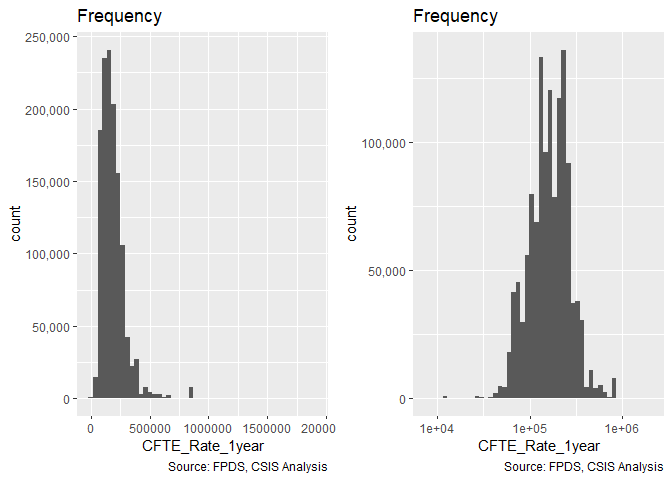 Frequency
250,000
200,000
150,000
100,000
50,000
0
count
0
500000
1000000
1500000
20001
CFTE_Rate_1year
Source: FPDS, CSIS Analysis
Frequency
100,000
50,000
0
count
1e+04
1e+05
1e+06
CFTE_Rate_1year
Source: FPDS, CSIS Analysis